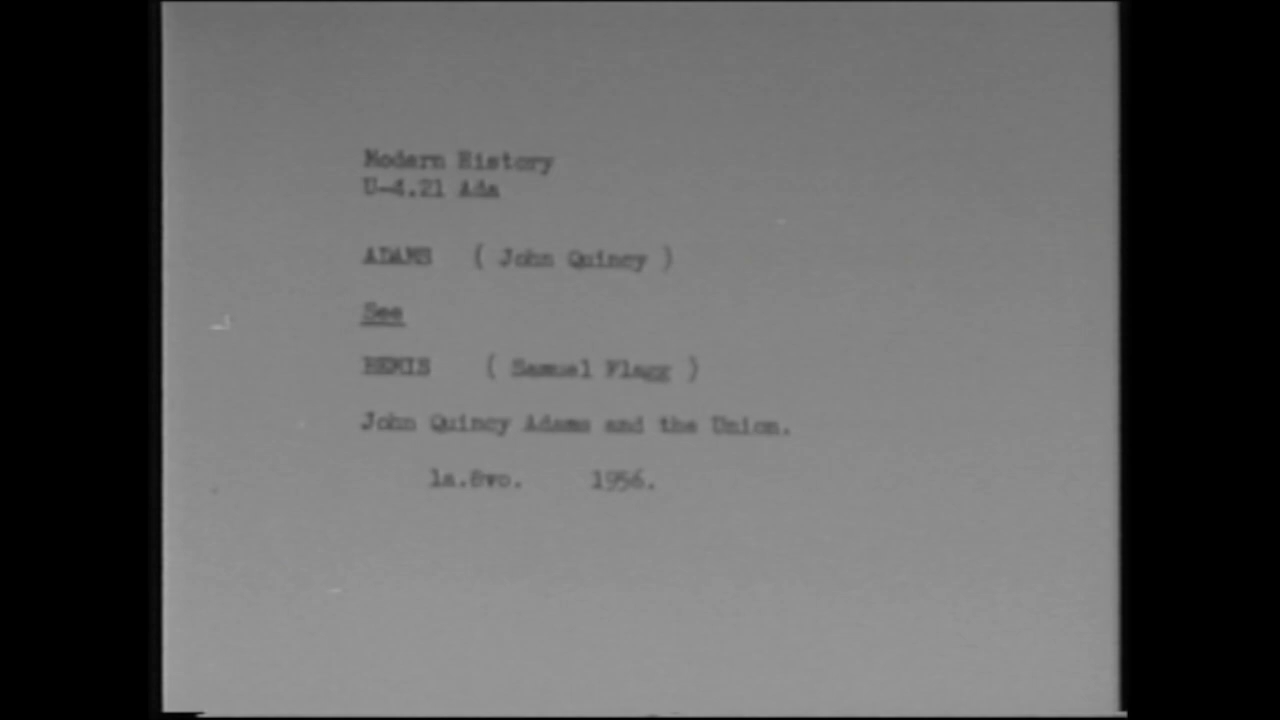 Modern History
U-4.21 Ada
ADAMS ( John Quincy )
See
BEMIS ( Samuel Flagg )
John Quincy Adams and the Union.
la.8vo. 1956.